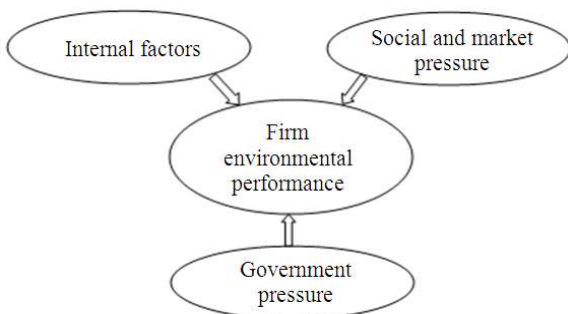 Internal factors
Social and market
pressure
Firm
environmental
performance
Government
pressure